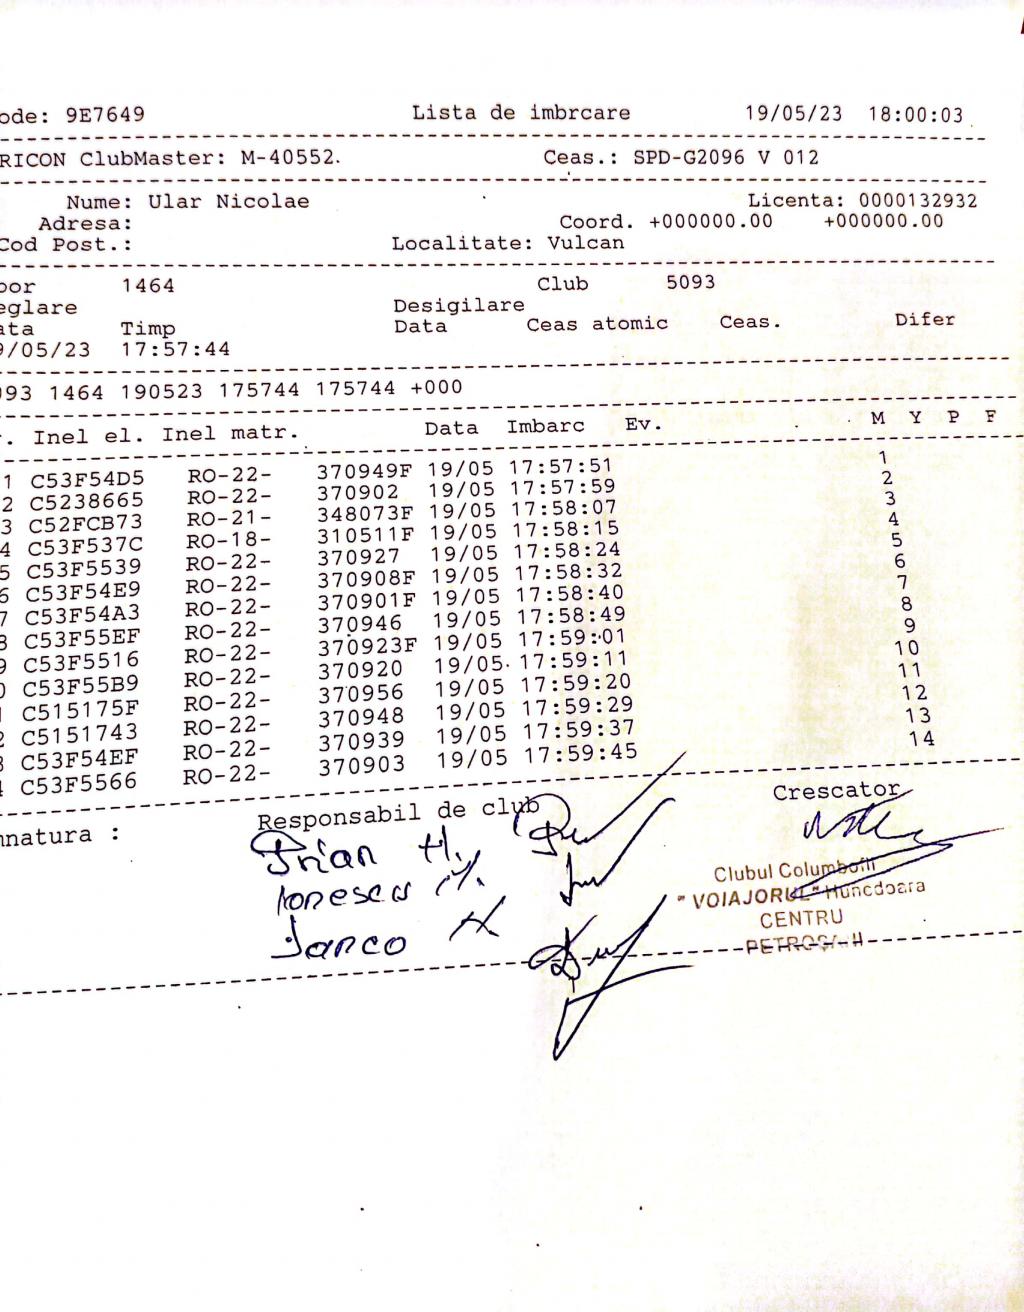 ode: 9E7649 Lista de imbrcare 19/05/23 18:00:03
RICON ClubMaster: M-40552. Ceas.: SPD-G2096 V 012
Nume: Ular Nicolae Licenta: 0000132932
Adresa: Coord. +000000.00 +000000.00
Cod Post.: Localitate: Vulcan
bor 1464 Club 5093
eglare Desigilare
ata Timp Data Ceas atomic Ceas. Difer
9/05/23 17:57:44
093 1464 190523 175744 175744 +000
r. Inel el. Inel matr. Data Imbarc Ev. M Y P F
1 C53F54D5 RO-22- 370949F 19/05 17:57:51 1
2 C5238665 RO-22- 370902 19/05 17:57:59 2
3 C52FCB73 RO-21- 348073F 19/05 17:58:07 3
4 C53F537C RO-18- 310511F 19/05 17:58:15 4
5 C53F5539 RO-22- 370927 19/05 17:58:24 5
6 C53F54E9 RO-22- 370908F 19/05 17:58:32 6
7 C53F54A3 RO-22- 370901F 19/05 17:58:40 7
8 C53F55EF RO-22- 370946 19/05 17:58:49 8
9 C53F5516 RO-22- 370923F 19/05 17:59:01 9
0 C53F55B9 RO-22- 370920 19/05 17:59:11 10
C515175F RO-22- 370956 19/05 17:59:20 11
2 C5151743 RO-22- 370948 19/05 17:59:29 12
3 C53F54EF RO-22- 370939 19/05 17:59:37 13
4 C53F5566 RO-22- 370903 19/05 17:59:45 14
mnatura : Responsabil de club Crescator
Prian H.
Ionescu
Ianco
Clubul Columbofil
"VOIAJORUL" Hunedoara
CENTRU